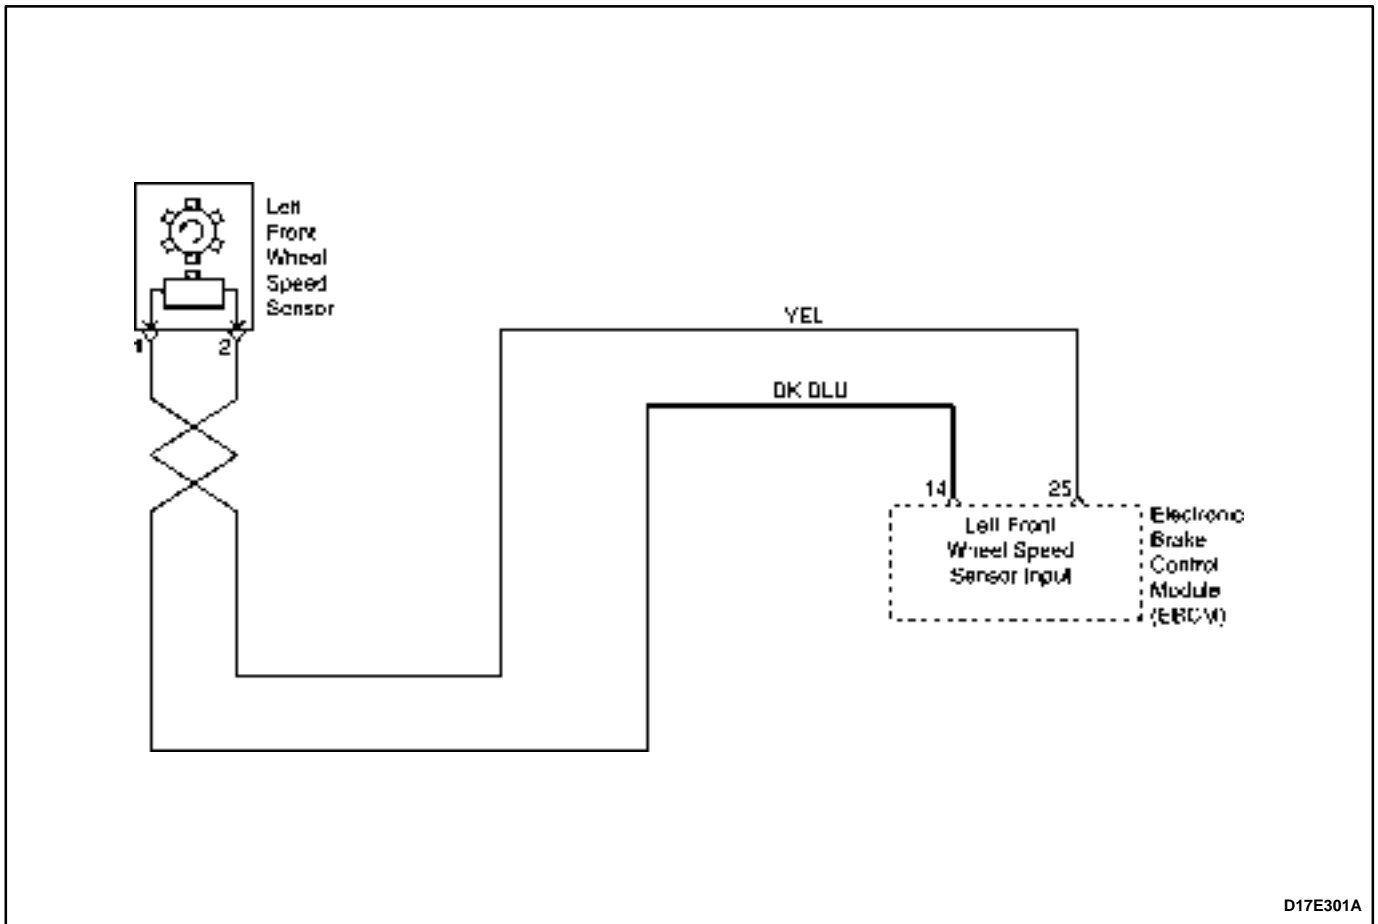 Left
Front
Wheel
Speed
Sensor
1
2
YEL
DK BLU
14
25
Left Front
Wheel Speed
Sensor Input
Electronic
Brake
Control
Module
(EBCM)
D17E301A